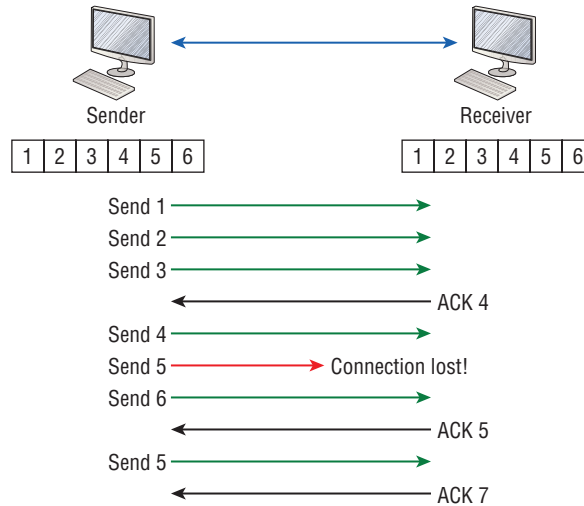 Sender Receiver
1 2 3 4 5 6 1 2 3 4 5 6
Send 1
Send 2
Send 3
ACK 4
Send 4
Send 5 Connection lost!
Send 6
ACK 5
Send 5
ACK 7